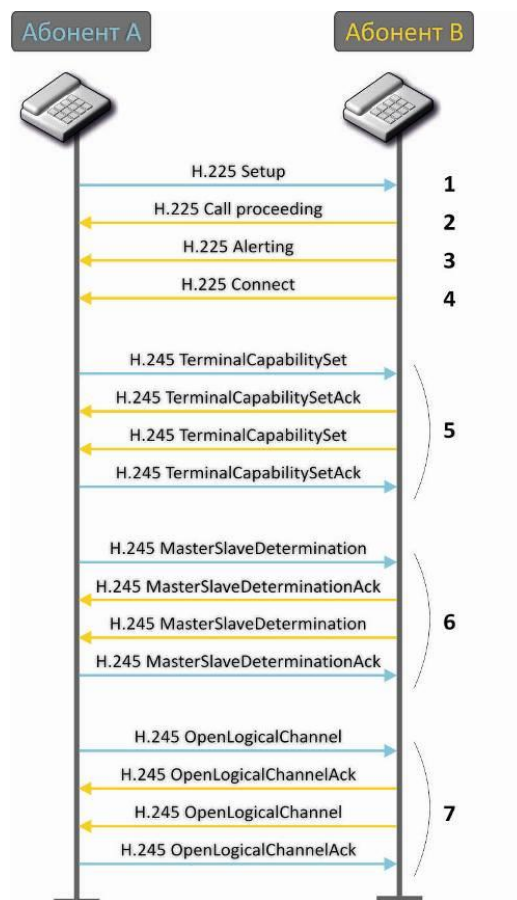 Абонент А
Абонент В
H.225 Setup
1
H.225 Call proceeding
2
H.225 Alerting
3
H.225 Connect
4
H.245 TerminalCapabilitySet
H.245 TerminalCapabilitySetAck
5
H.245 TerminalCapabilitySet
H.245 TerminalCapabilitySetAck
H.245 MasterSlaveDetermination
H.245 MasterSlaveDeterminationAck
6
H.245 MasterSlaveDetermination
H.245 MasterSlaveDeterminationAck
H.245 OpenLogicalChannel
H.245 OpenLogicalChannelAck
7
H.245 OpenLogicalChannel
H.245 OpenLogicalChannelAck